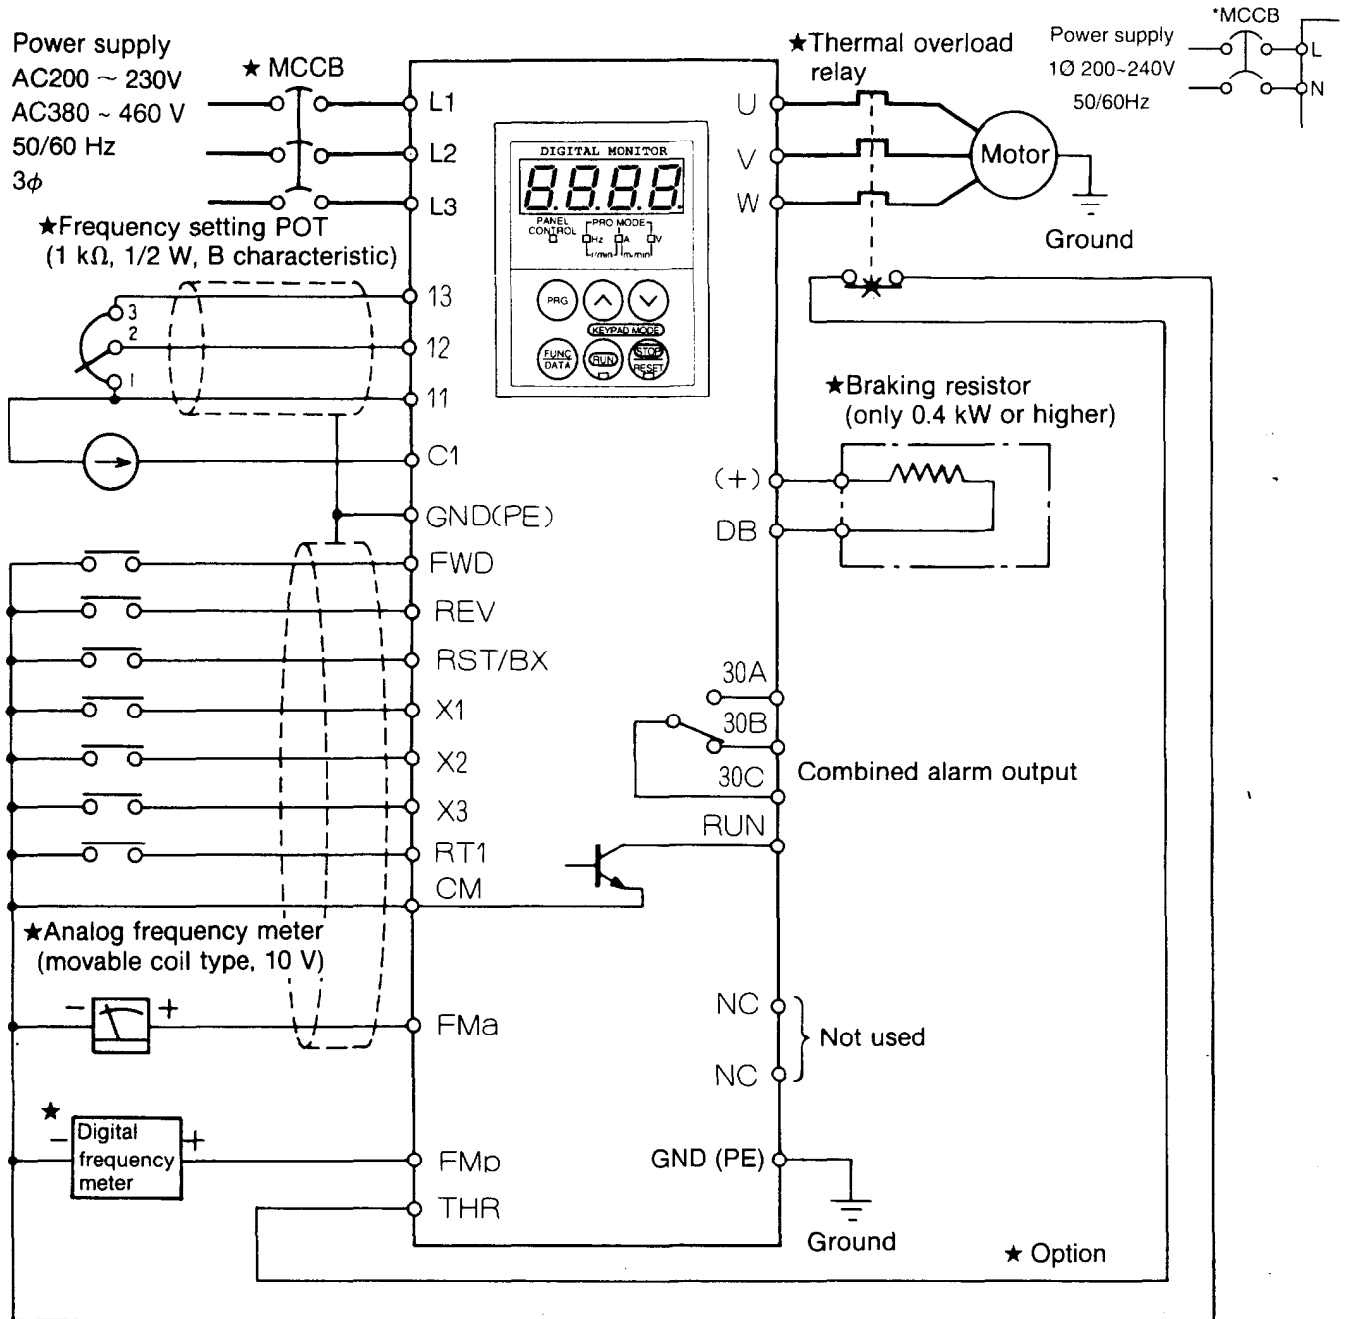 Power supply
AC200 ~ 230V
AC380 ~ 460 V
50/60 Hz
3ϕ
★ MCCB
L1
L2
L3
★Frequency setting POT
(1 kΩ, 1/2 W, B characteristic)
3
2
1
13
12
11
C1
GND(PE)
FWD
REV
RST/BX
X1
X2
X3
RT1
CM
★Analog frequency meter
(movable coil type, 10 V)
− +
FMa
★
− +
Digital
frequency
meter
FMp
THR
DIGITAL MONITOR
8.8.8.8.
PANEL
CONTROL
PRO MODE
Hz A V
r/min m/min
PRG
KEYPAD MODE
FUNC
DATA
RUN
STOP
RESET
U
V
W
★Thermal overload
relay
Motor
Ground
*MCCB
Power supply
1Ø 200~240V
50/60Hz
L
N
★Braking resistor
(only 0.4 kW or higher)
(+)
DB
30A
30B
30C
Combined alarm output
RUN
NC
NC
Not used
GND (PE)
Ground
★ Option